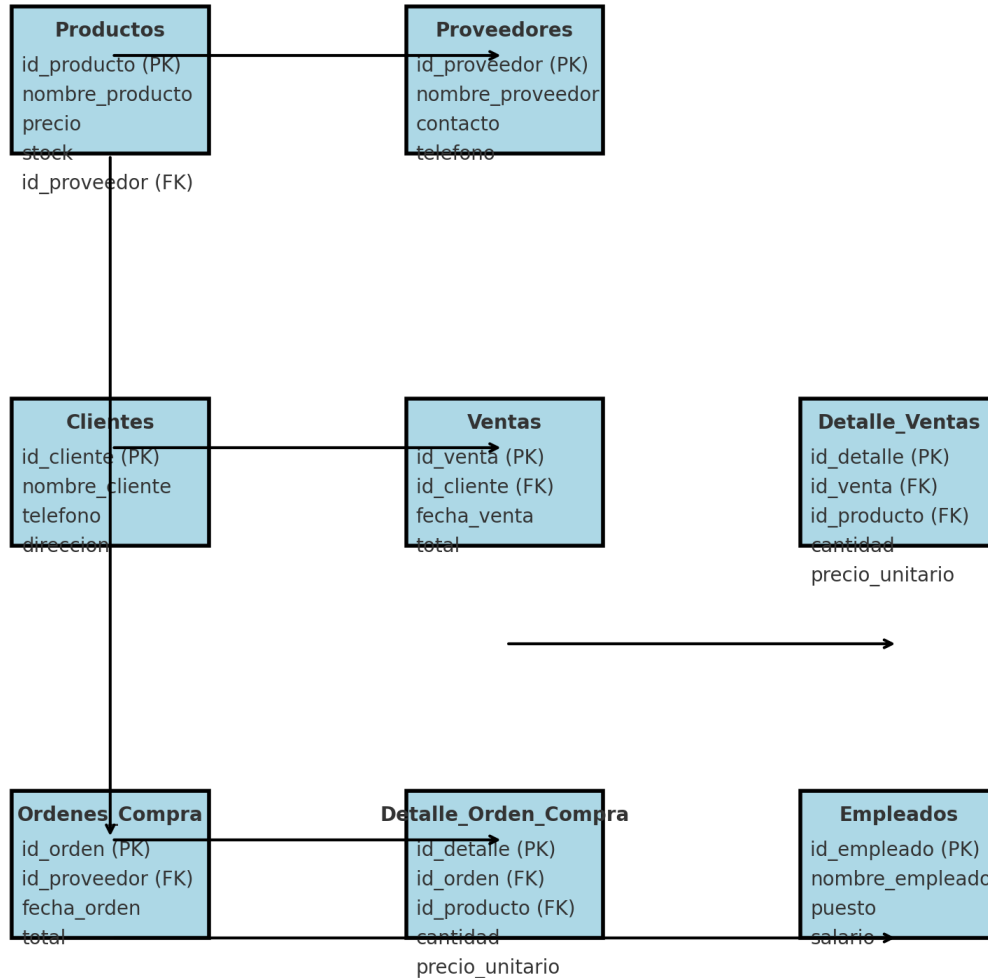 Productos
id_producto (PK)
nombre_producto
precio
stock
id_proveedor (FK)
Proveedores
id_proveedor (PK)
nombre_proveedor
contacto
telefono
Clientes
id_cliente (PK)
nombre_cliente
telefono
direccion
Ventas
id_venta (PK)
id_cliente (FK)
fecha_venta
total
Detalle_Ventas
id_detalle (PK)
id_venta (FK)
id_producto (FK)
cantidad
precio_unitario
Ordenes_Compra
id_orden (PK)
id_proveedor (FK)
fecha_orden
total
Detalle_Orden_Compra
id_detalle (PK)
id_orden (FK)
id_producto (FK)
cantidad
precio_unitario
Empleados
id_empleado (PK)
nombre_empleado
puesto
salario